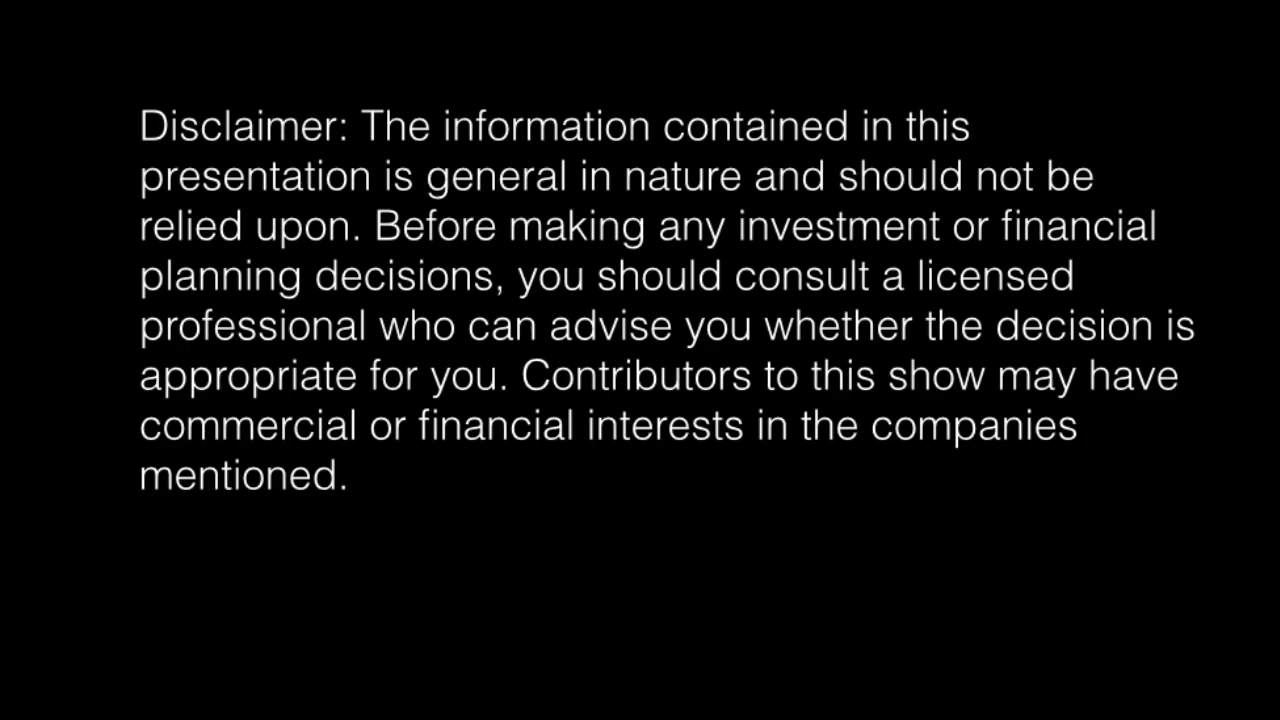 Disclaimer: The information contained in this
presentation is general in nature and should not be
relied upon. Before making any investment or financial
planning decisions, you should consult a licensed
professional who can advise you whether the decision is
appropriate for you. Contributors to this show may have
commercial or financial interests in the companies
mentioned.